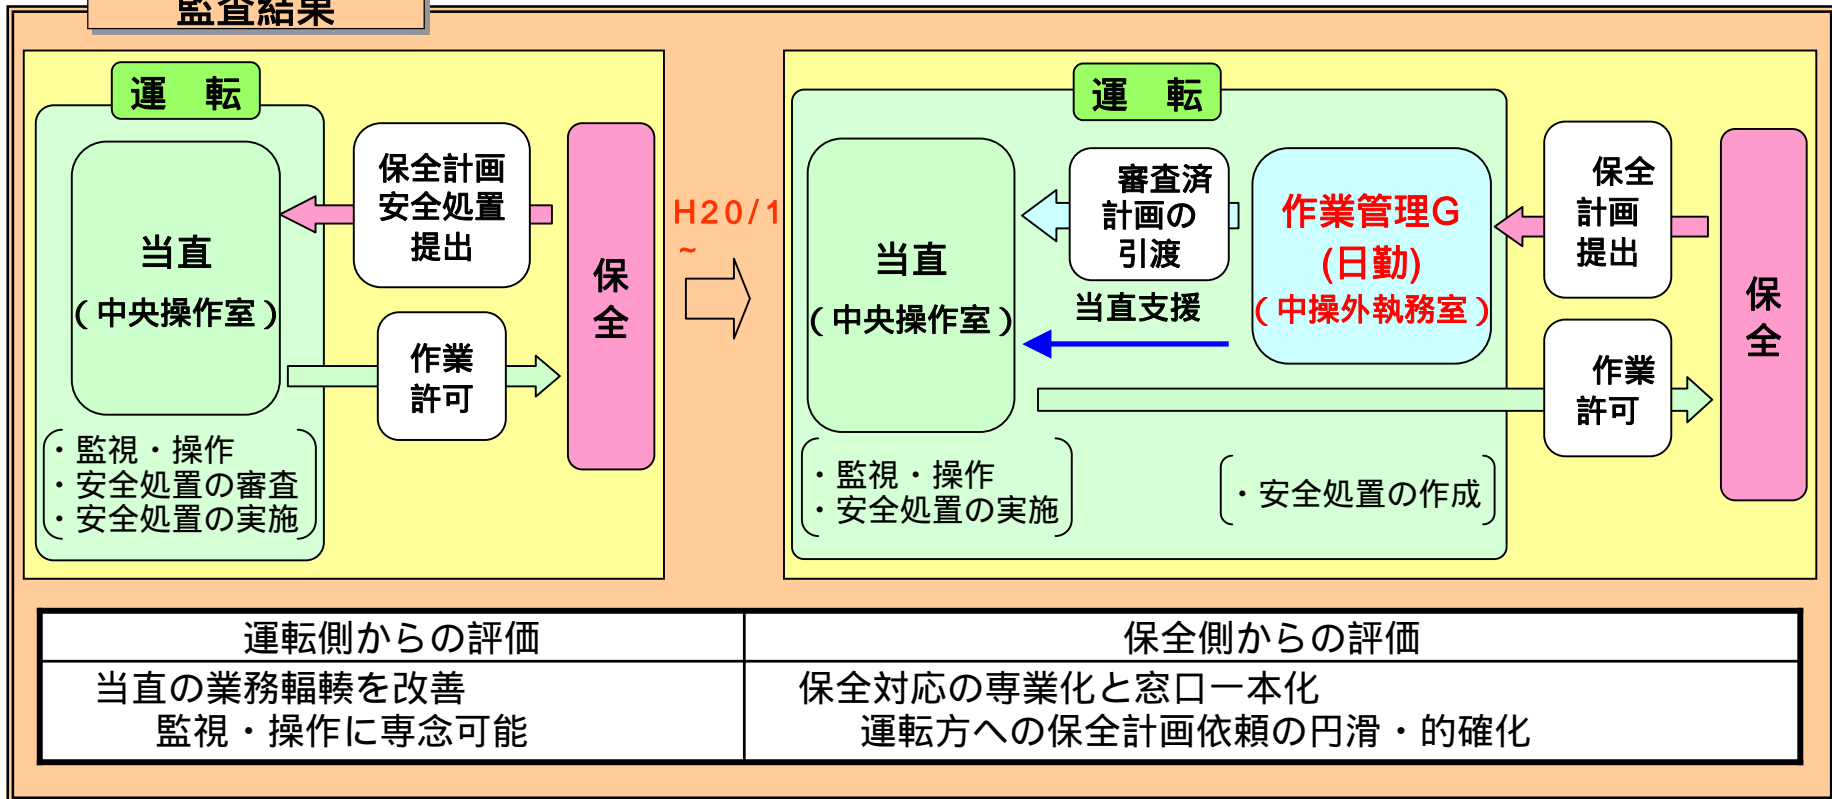 監査結果
運　転
当直
（中央操作室）
・監視・操作
・安全処置の審査
・安全処置の実施
保全計画
安全処置
提出
作業
許可
保
全
H20/1
~
運　転
当直
（中央操作室）
・監視・操作
・安全処置の実施
審査済
計画の
引渡
当直支援
作業管理G
(日勤)
（中操外執務室）
・安全処置の作成
保全
計画
提出
作業
許可
保
全
運転側からの評価
保全側からの評価
当直の業務輻輳を改善
監視・操作に専念可能
保全対応の専業化と窓口一本化
運転方への保全計画依頼の円滑・的確化